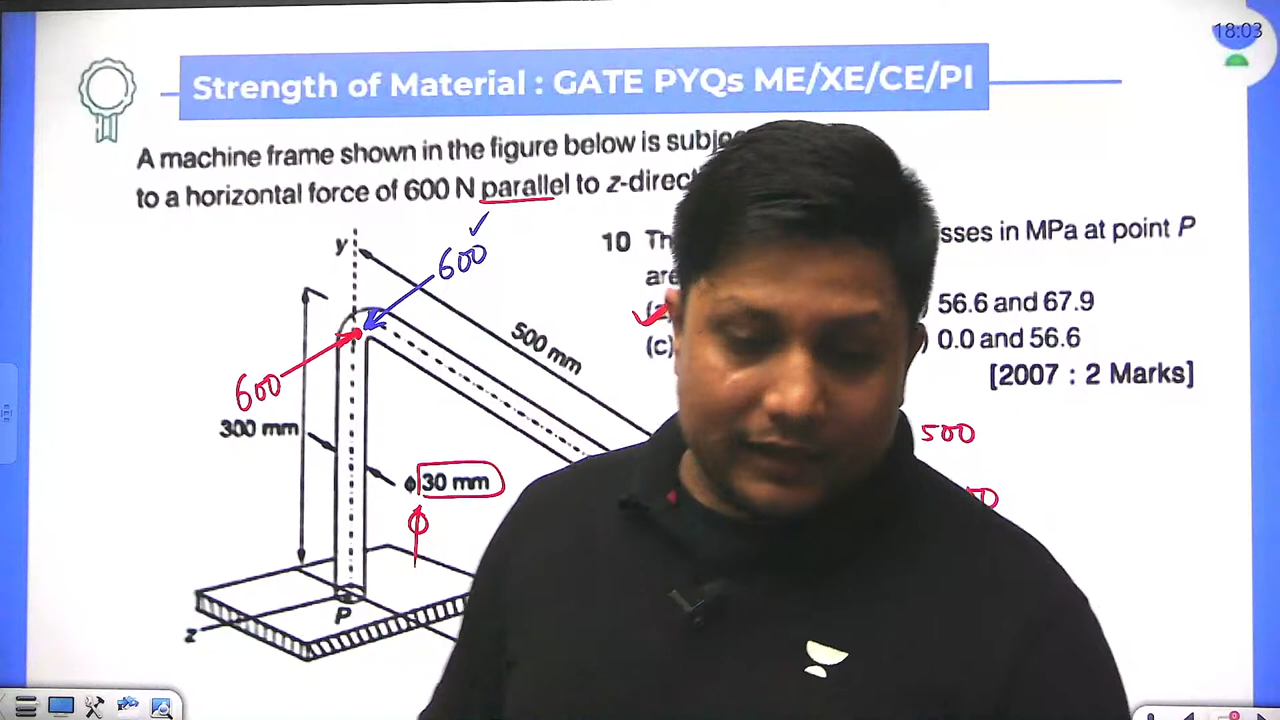 18:03
Strength of Material : GATE PYQs ME/XE/CE/PI
A machine frame shown in the figure below is
to a horizontal force of 600 N parallel to
y
600
500 mm
600
300 mm
ϕ 30 mm
ϕ
P
z
10
sses in MPa at point P
are
56.6 and 67.9
(c)
0.0 and 56.6
[2007 : 2 Marks]
500